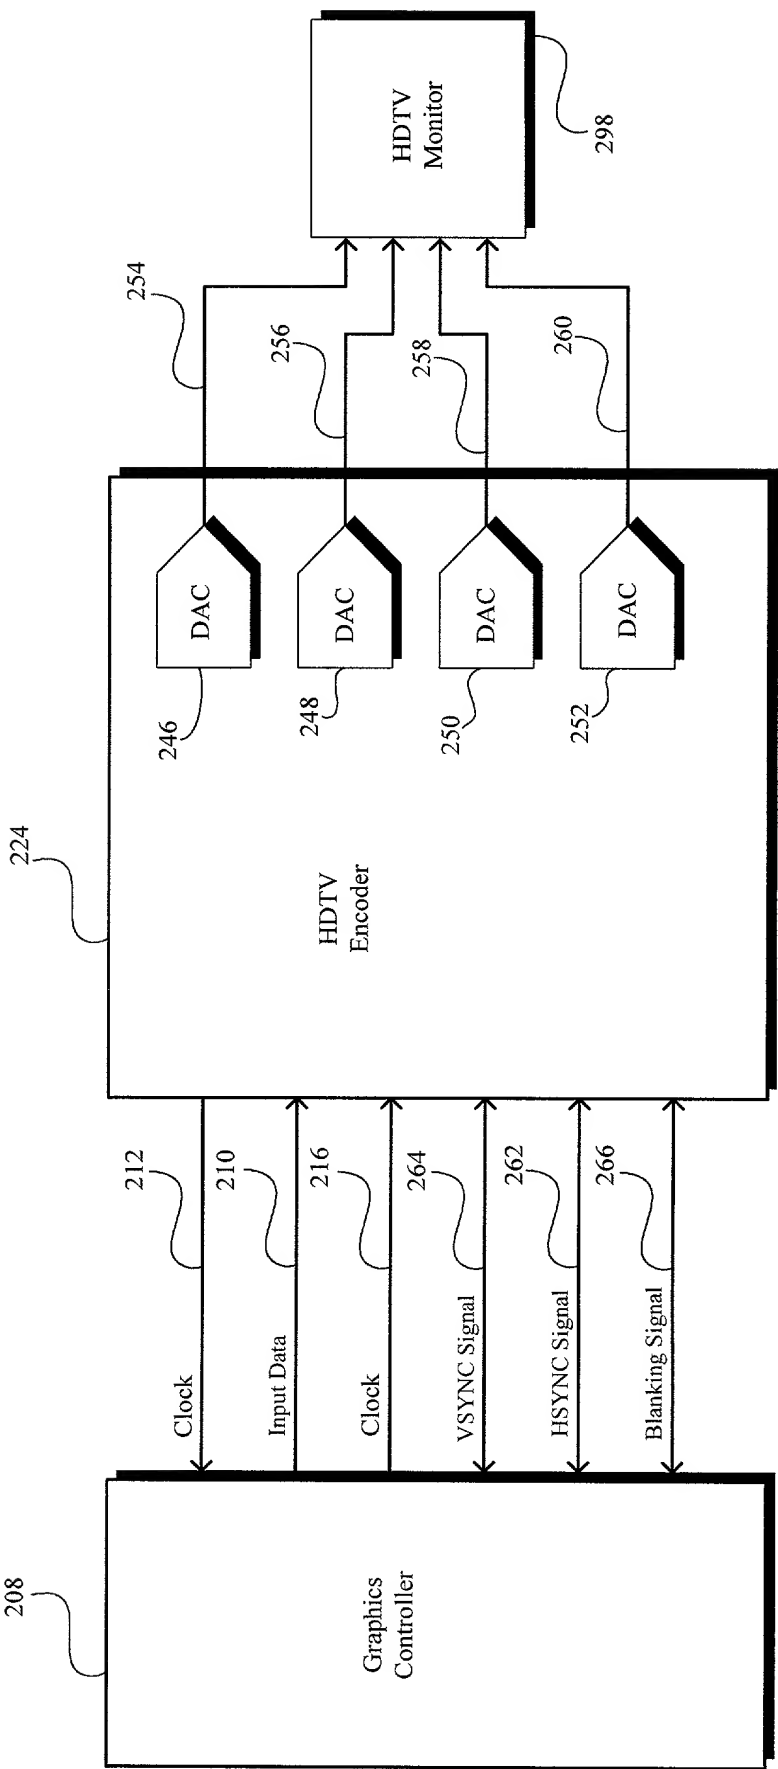 208
Graphics
Controller
Clock
212
Input Data
210
Clock
216
VSYNC Signal
264
HSYNC Signal
262
Blanking Signal
266
224
HDTV
Encoder
246
DAC
248
DAC
250
DAC
252
DAC
254
256
258
260
HDTV
Monitor
298